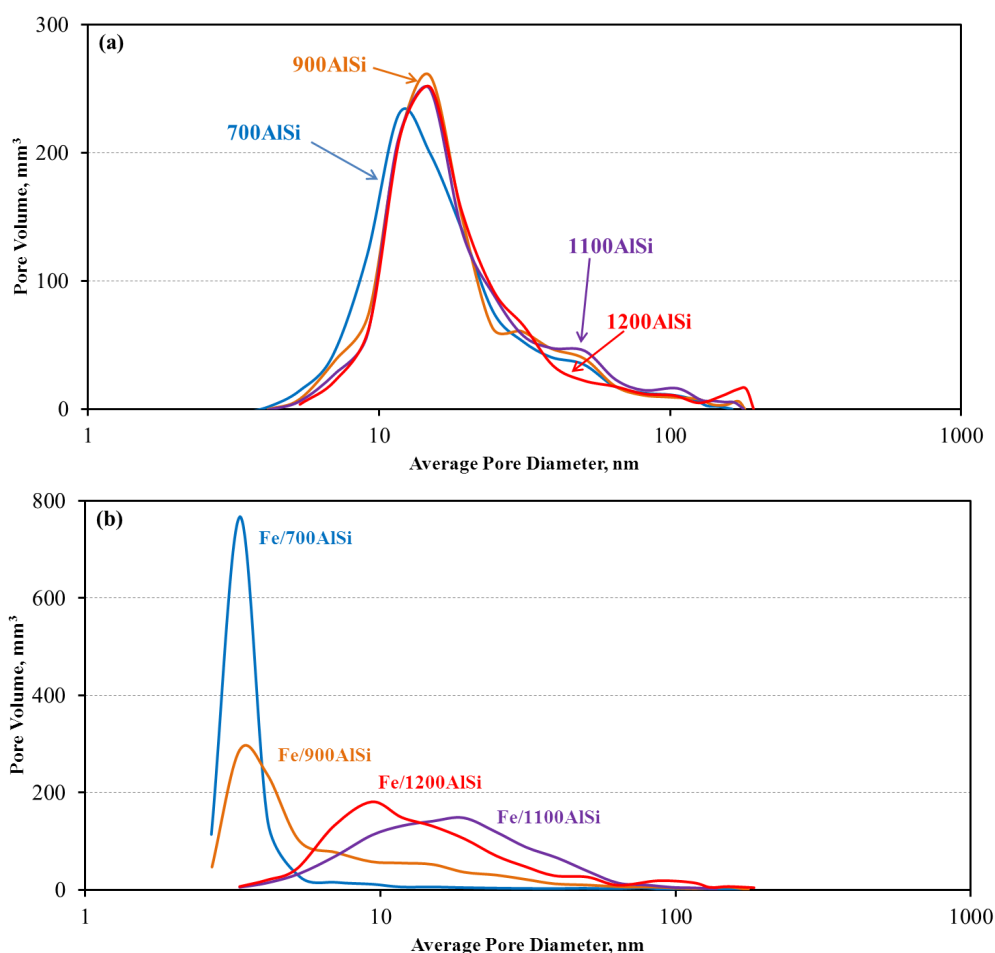 (a)
300
200
100
0
Pore Volume, mm³
900AlSi
700AlSi
1100AlSi
1200AlSi
1 10 100 1000
Average Pore Diameter, nm
(b)
800
600
400
200
0
Pore Volume, mm³
Fe/700AlSi
Fe/900AlSi
Fe/1200AlSi
Fe/1100AlSi
1 10 100 1000
Average Pore Diameter, nm